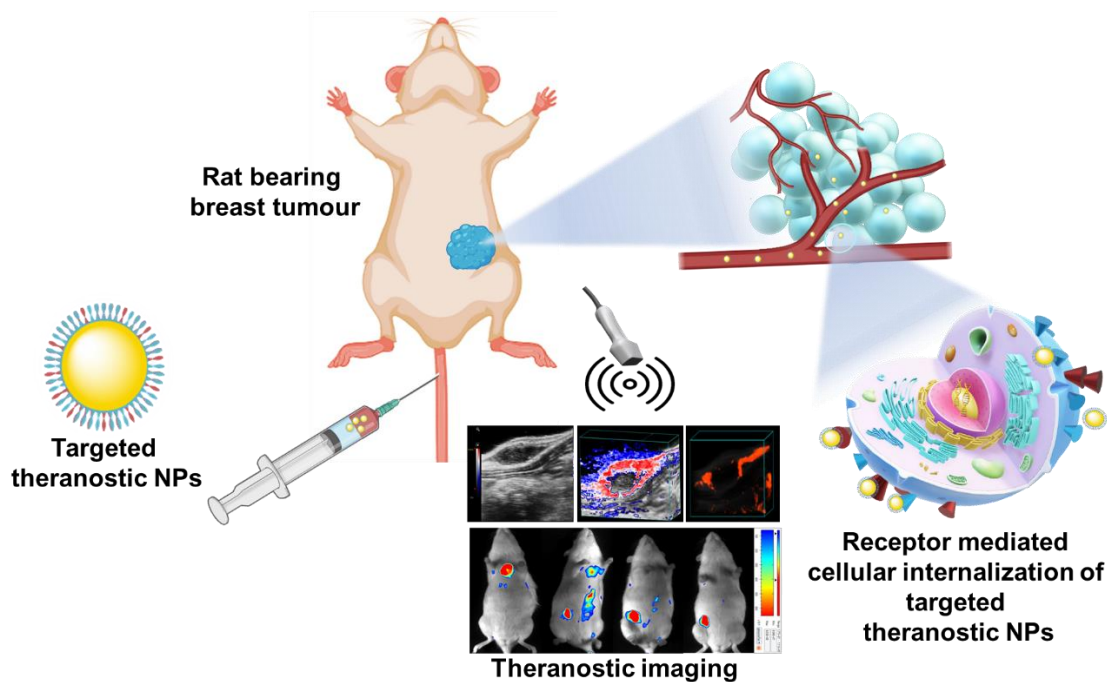 Rat bearing
breast tumour
Targeted
theranostic NPs
Theranostic imaging
Receptor mediated
cellular internalization of
targeted
theranostic NPs